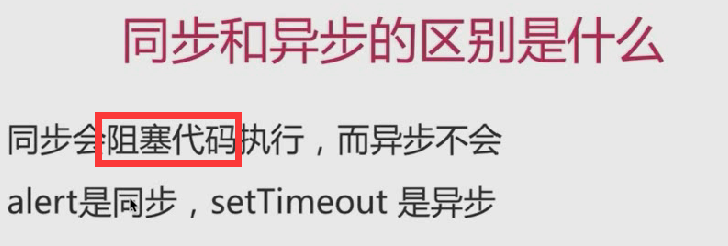 同步和异步的区别是什么
同步会阻塞代码执行，而异步不会
alert是同步，setTimeout 是异步